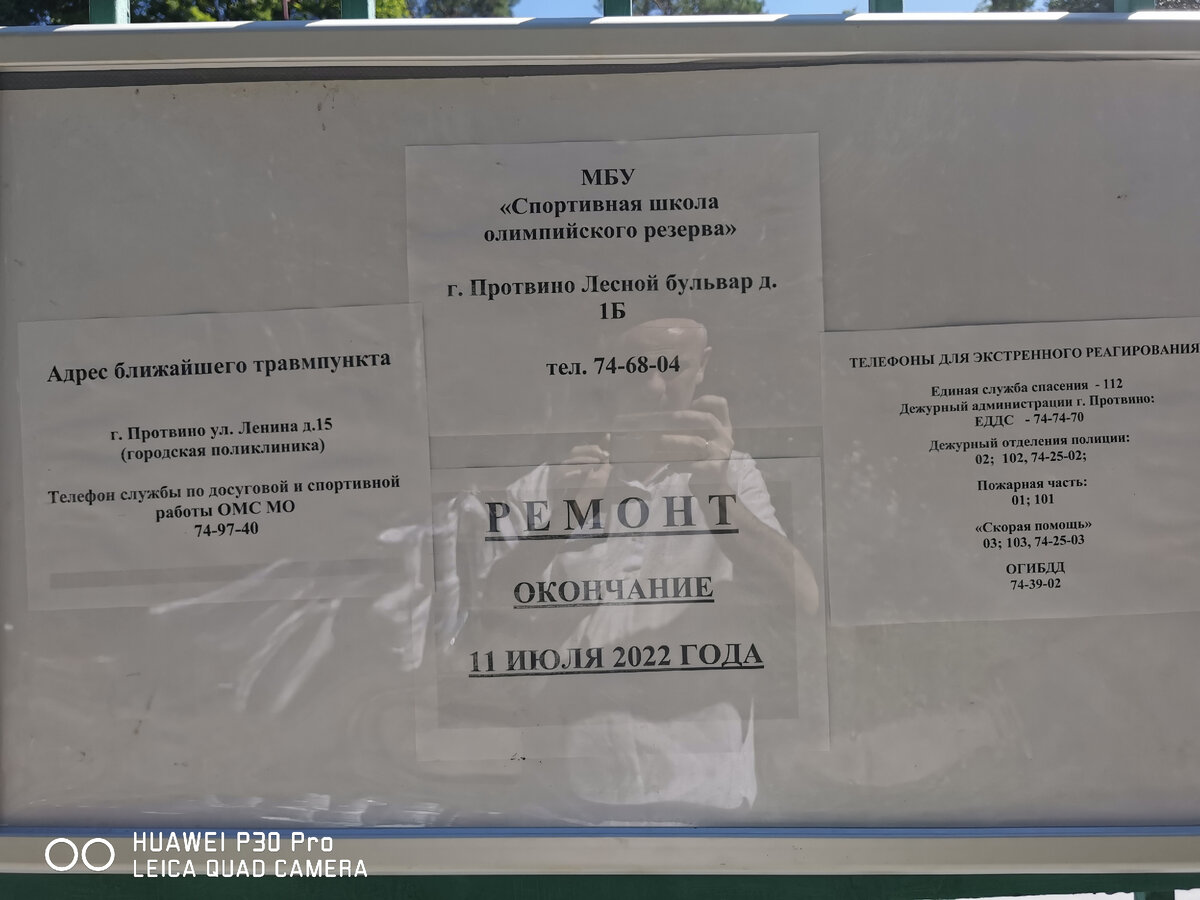 МБУ
«Спортивная школа
олимпийского резерва»
г. Протвино Лесной бульвар д.
1Б
тел. 74-68-04
Адрес ближайшего травмпункта
г. Протвино ул. Ленина д.15
(городская поликлиника)
Телефон службы по досуговой и спортивной
работы ОМС МО
74-97-40
РЕМОНТ
ОКОНЧАНИЕ
11 ИЮЛЯ 2022 ГОДА
ТЕЛЕФОНЫ ДЛЯ ЭКСТРЕННОГО РЕАГИРОВАНИЯ
Единая служба спасения - 112
Дежурный администрации г. Протвино:
ЕДДС - 74-74-70
Дежурный отделения полиции:
02; 102, 74-25-02;
Пожарная часть:
01; 101
«Скорая помощь»
03; 103, 74-25-03
ОГИБДД
74-39-02
HUAWEI P30 Pro
LEICA QUAD CAMERA